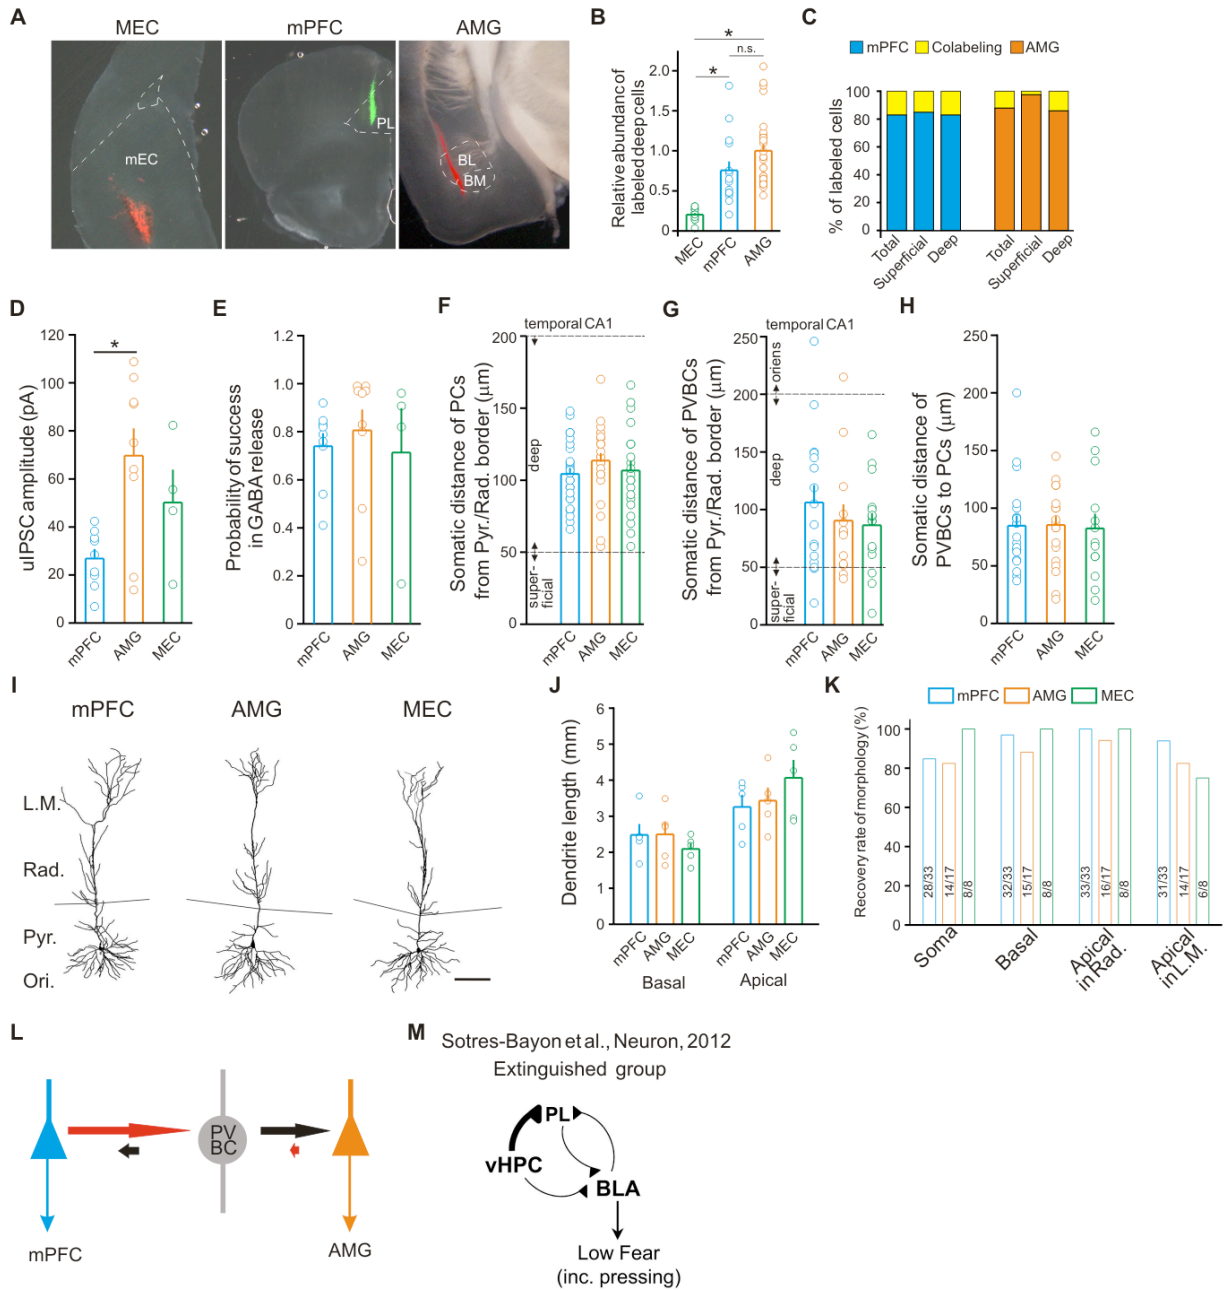 A
MEC
mPFC
AMG
mEC
PL
BL
BM
B
Relative abundance of
labeled deep cells
2.0
1.5
1.0
0.5
0
*
n.s.
*
MEC
mPFC
AMG
C
mPFC
Colabeling
AMG
% of labeled cells
100
80
60
40
20
0
Total
Superficial
Deep
Total
Superficial
Deep
D
uIPSC amplitude (pA)
120
100
80
60
40
20
0
*
mPFC
AMG
MEC
E
Probability of success
in GABA release
1.2
1.0
0.8
0.6
0.4
0.2
0
mPFC
AMG
MEC
F
temporal CA1
Somatic distance of PCs
from Pyr./Rad. border (μm)
200
150
100
50
0
deep
super-
ficial
mPFC
AMG
MEC
G
temporal CA1
Somatic distance of PVBCs
from Pyr./Rad. border (μm)
250
200
150
100
50
0
oriens
deep
super-
ficial
mPFC
AMG
MEC
H
Somatic distance of
PVBCs to PCs (μm)
250
200
150
100
50
0
mPFC
AMG
MEC
I
mPFC
AMG
MEC
L.M.
Rad.
Pyr.
Ori.
J
Dendrite length (mm)
6
5
4
3
2
1
0
mPFC
AMG
MEC
mPFC
AMG
MEC
Basal
Apical
K
mPFC
AMG
MEC
Recovery rate of morphology (%)
100
80
60
40
20
0
28/33
14/17
8/8
32/33
15/17
8/8
33/33
16/17
8/8
31/33
14/17
6/8
Soma
Basal
Apical
in Rad.
Apical
in L.M.
L
PV
BC
mPFC
AMG
M
Sotres-Bayon et al., Neuron, 2012
Extinguished group
PL
vHPC
BLA
Low Fear
(inc. pressing)